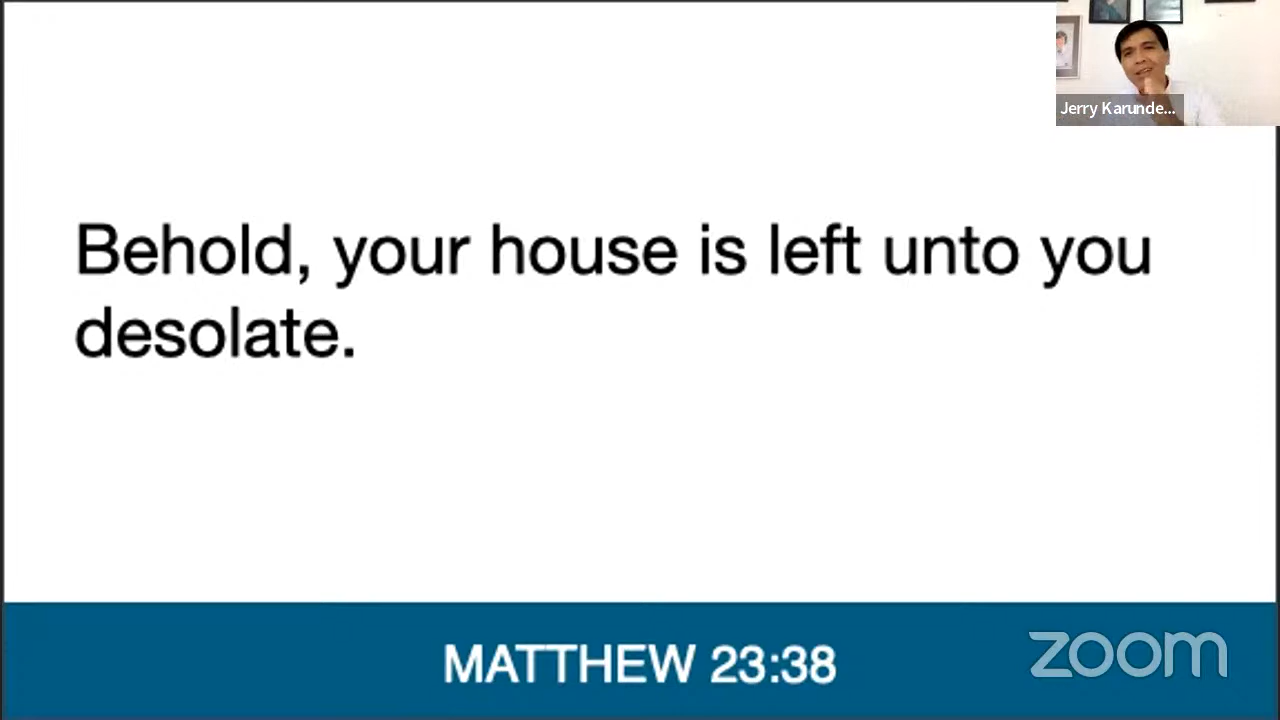 Jerry Karunde...
Behold, your house is left unto you
desolate.
MATTHEW 23:38
zoom